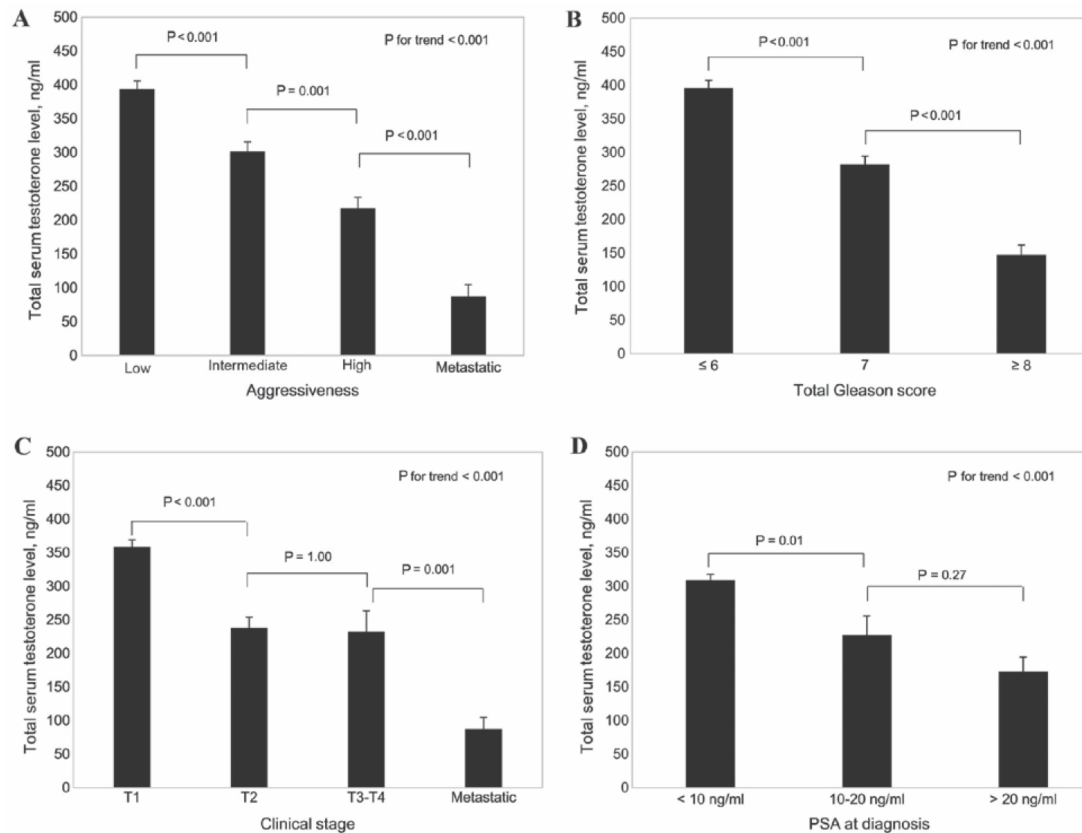 A
Total serum testoterone level, ng/ml
500
450
400
350
300
250
200
150
100
50
0
P < 0.001
P for trend < 0.001
P = 0.001
P < 0.001
Low
Intermediate
High
Metastatic
Aggressiveness
B
Total serum testoterone level, ng/ml
500
450
400
350
300
250
200
150
100
50
0
P < 0.001
P for trend < 0.001
P < 0.001
≤ 6
7
≥ 8
Total Gleason score
C
Total serum testoterone level, ng/ml
500
450
400
350
300
250
200
150
100
50
0
P for trend < 0.001
P < 0.001
P = 1.00
P = 0.001
T1
T2
T3-T4
Metastatic
Clinical stage
D
Total serum testoterone level, ng/ml
500
450
400
350
300
250
200
150
100
50
0
P for trend < 0.001
P = 0.01
P = 0.27
< 10 ng/ml
10-20 ng/ml
> 20 ng/ml
PSA at diagnosis